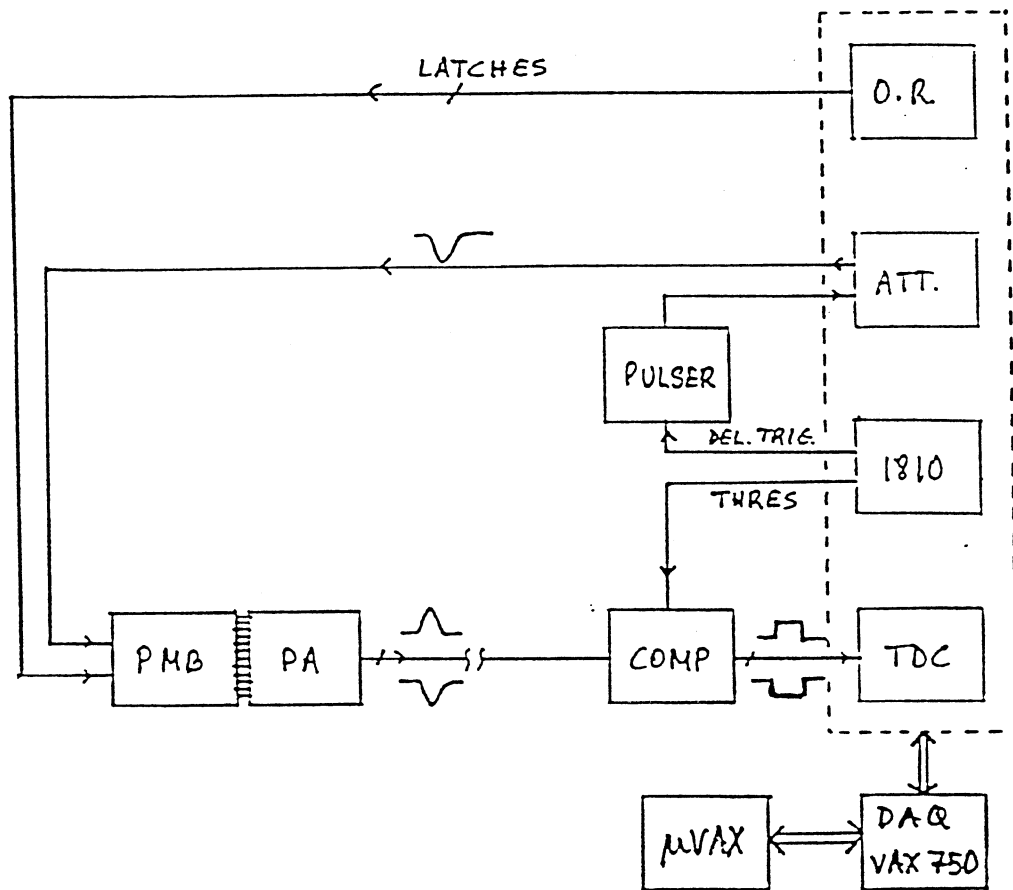 LATCHES
O.R.
ATT.
PULSER
DEL. TRIG.
1810
THRES
PMB
PA
COMP
TDC
μVAX
DAQ
VAX 750